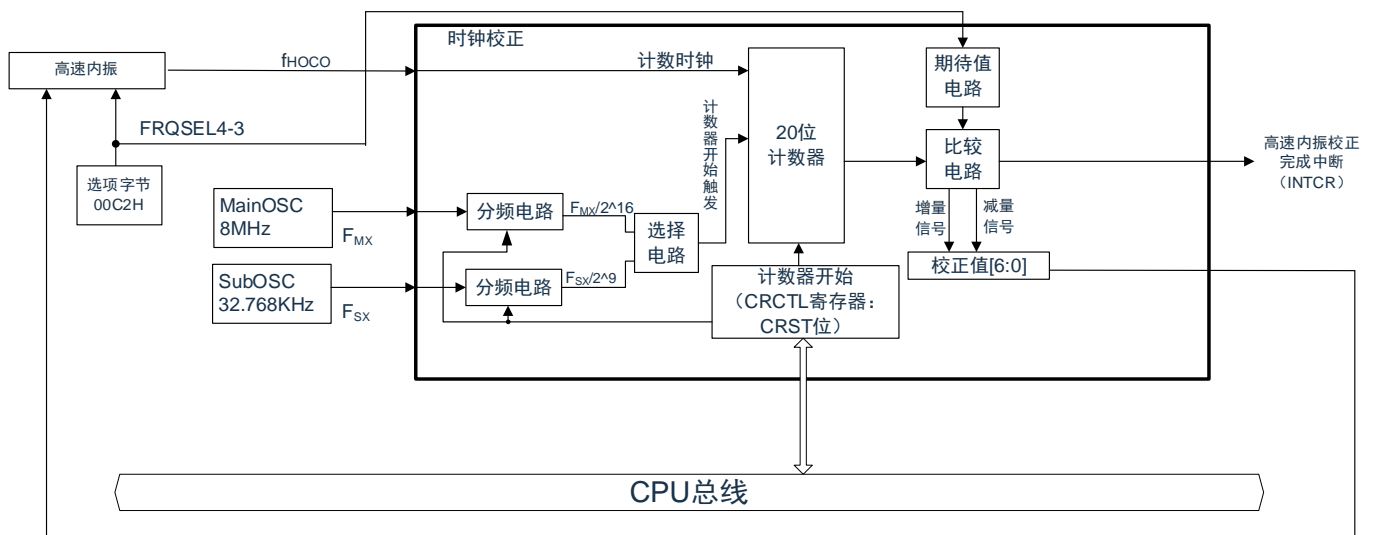 时钟校正
高速内振
fHOCO
计数时钟
期待值
电路
FRQSEL4-3
计数器开始触发
20位
计数器
比较
电路
高速内振校正
完成中断
（INTCR）
选项字节
00C2H
MainOSC
8MHz
FMX
分频电路
FMX/2^16
选择
电路
增量
信号
减量
信号
校正值[6:0]
SubOSC
32.768KHz
FSX
分频电路
FSX/2^9
计数器开始
（CRCTL寄存器：
CRST位）
CPU总线